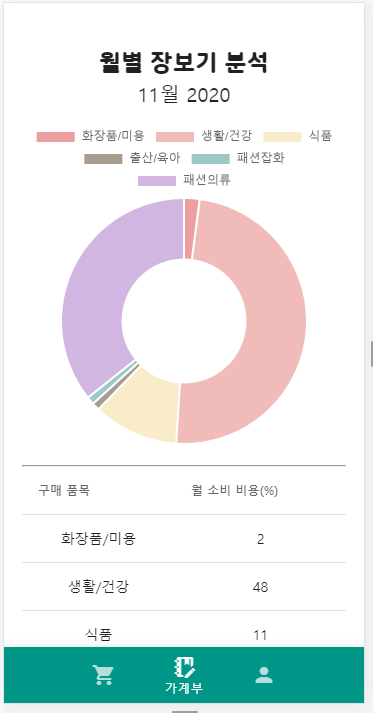 월별 장보기 분석
11월 2020
화장품/미용 생활/건강 식품
출산/육아 패션잡화
패션의류
구매 품목 월 소비 비용(%)
화장품/미용 2
생활/건강 48
식품 11
가계부